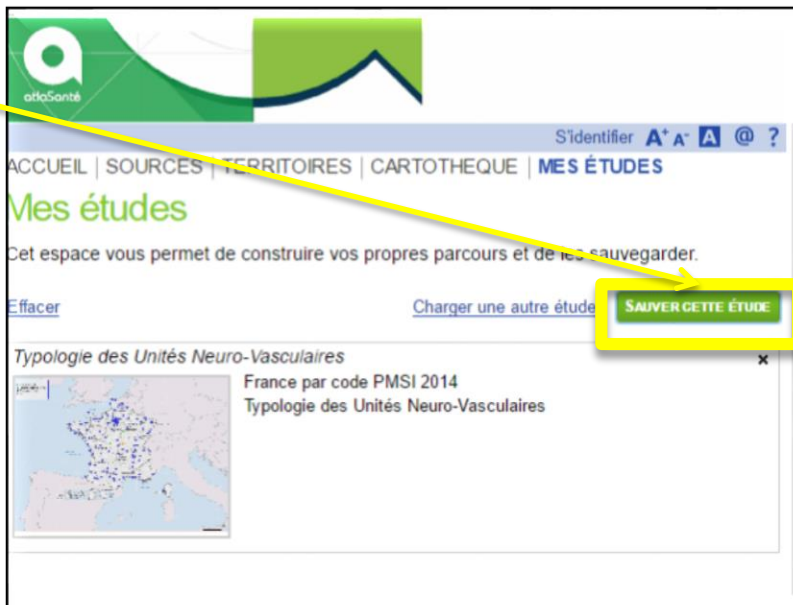 atlaSanté
S'identifier A+ A- A @ ?
ACCUEIL | SOURCES | TERRITOIRES | CARTOTHEQUE | MES ÉTUDES
Mes études
Cet espace vous permet de construire vos propres parcours et de les sauvegarder.
Effacer Charger une autre étude SAUVER CETTE ÉTUDE
Typologie des Unités Neuro-Vasculaires x
France par code PMSI 2014
Typologie des Unités Neuro-Vasculaires